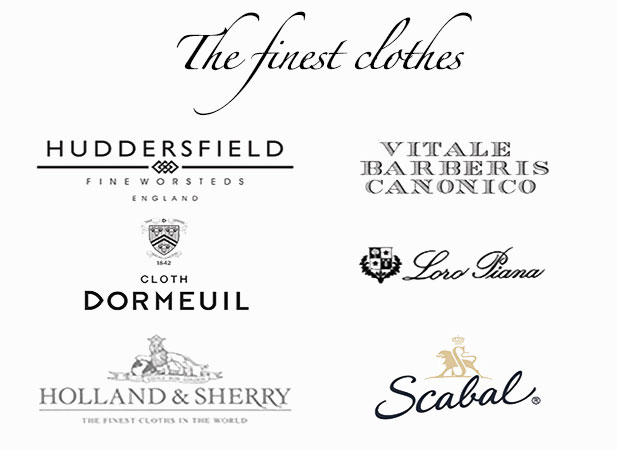 The finest clothes
HUDDERSFIELD
FINE WORSTEDS
ENGLAND
VITALE
BARBERIS
CANONICO
1842
CLOTH
DORMEUIL
Loro Piana
HOLLAND & SHERRY
THE FINEST CLOTHS IN THE WORLD
S
Scabal®